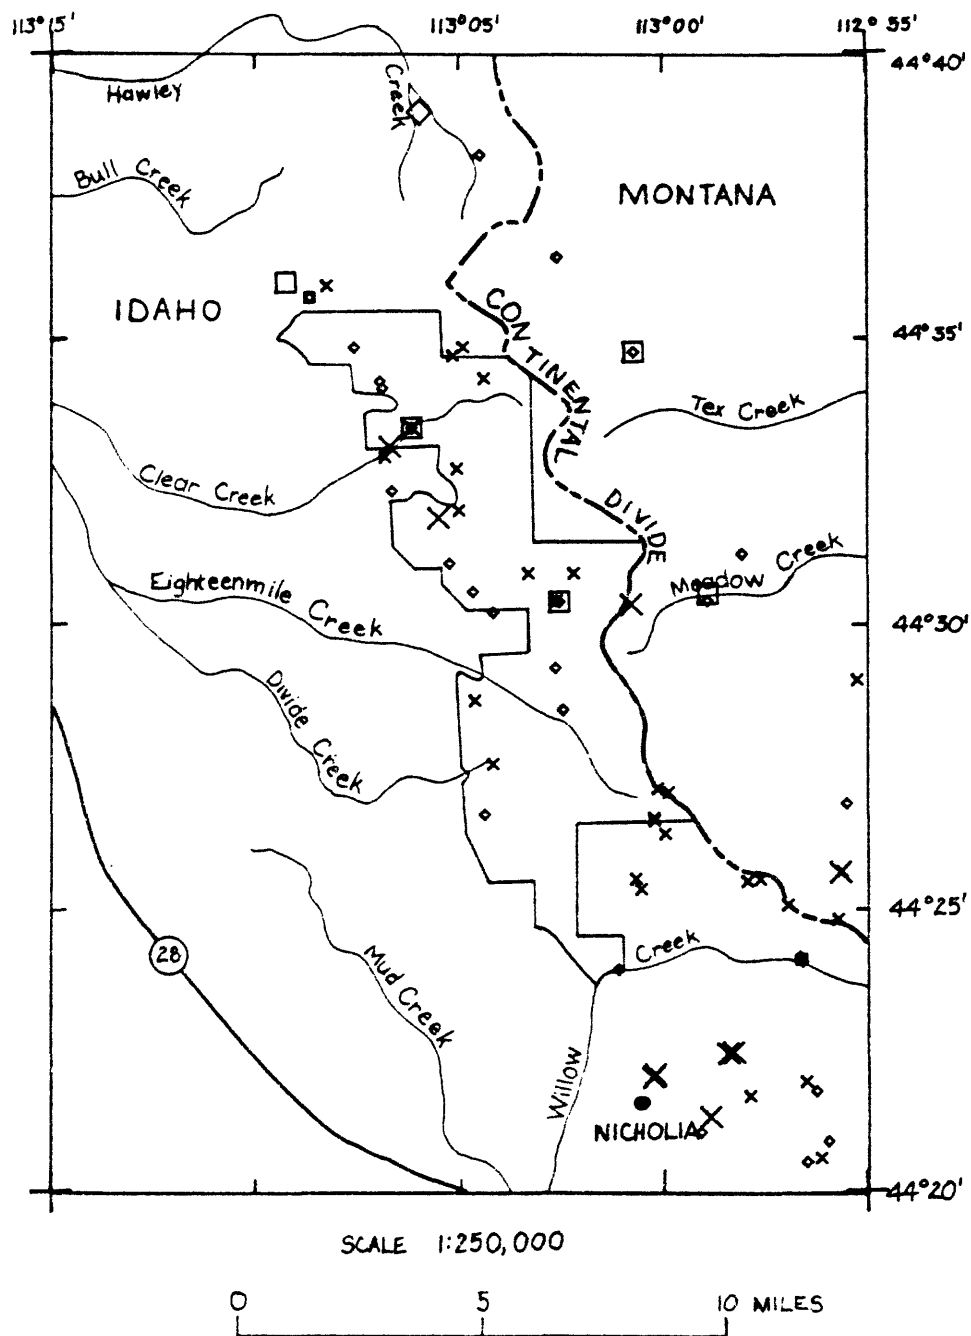 113°15' 113°05' 113°00' 112°55'
44°40'
Hawley Creek
Bull Creek
MONTANA
IDAHO
CONTINENTAL DIVIDE
44°35'
Tex Creek
Clear Creek
Meadow Creek
Eighteenmile Creek
44°30'
Divide Creek
44°25'
Creek
28
Mud Creek
Willow
NICHOLIA
44°20'
SCALE 1:250,000
0 5 10 MILES